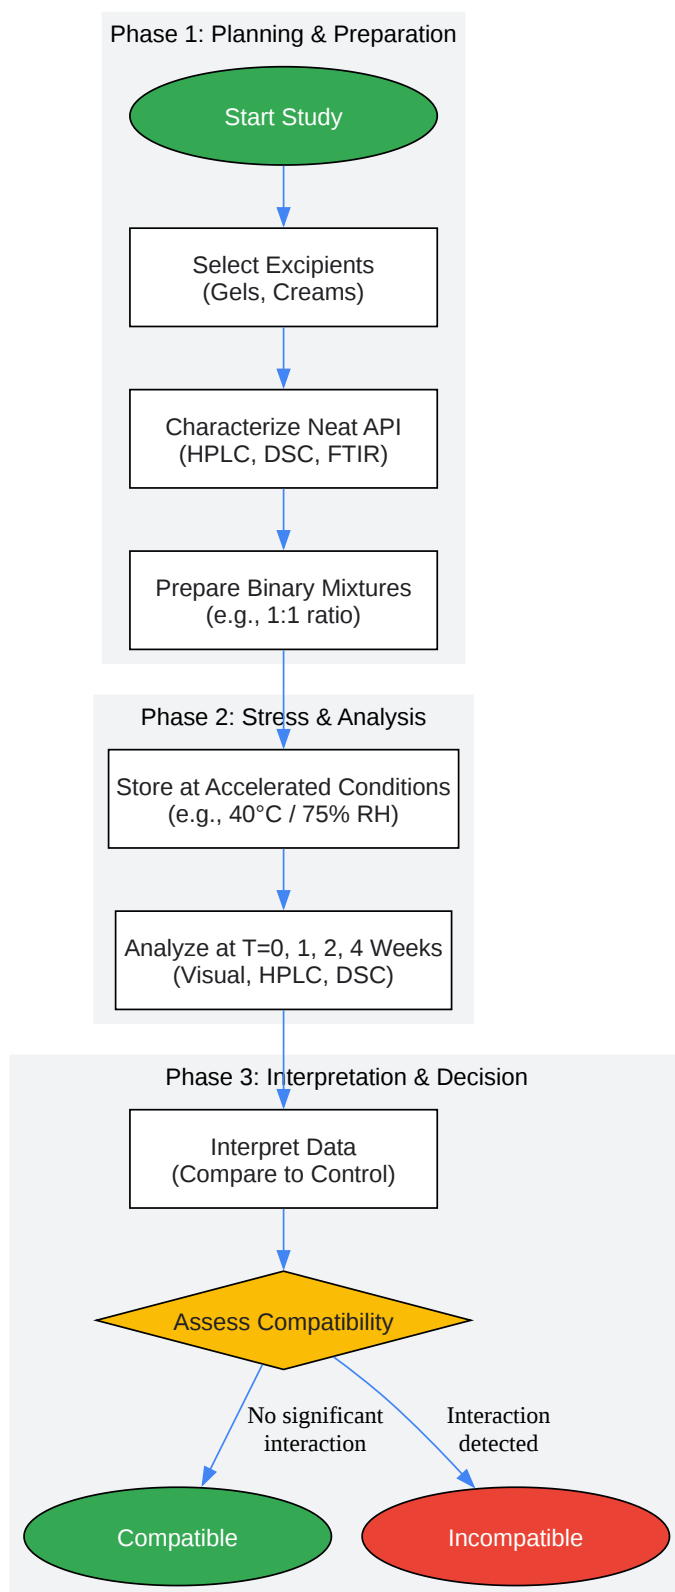 Phase 1: Planning & Preparation
Start Study
Select Excipients
(Gels, Creams)
Characterize Neat API
(HPLC, DSC, FTIR)
Prepare Binary Mixtures
(e.g., 1:1 ratio)
Phase 2: Stress & Analysis
Store at Accelerated Conditions
(e.g., 40°C / 75% RH)
Analyze at T=0, 1, 2, 4 Weeks
(Visual, HPLC, DSC)
Phase 3: Interpretation & Decision
Interpret Data
(Compare to Control)
Assess Compatibility
No significant
interaction
Interaction
detected
Compatible
Incompatible